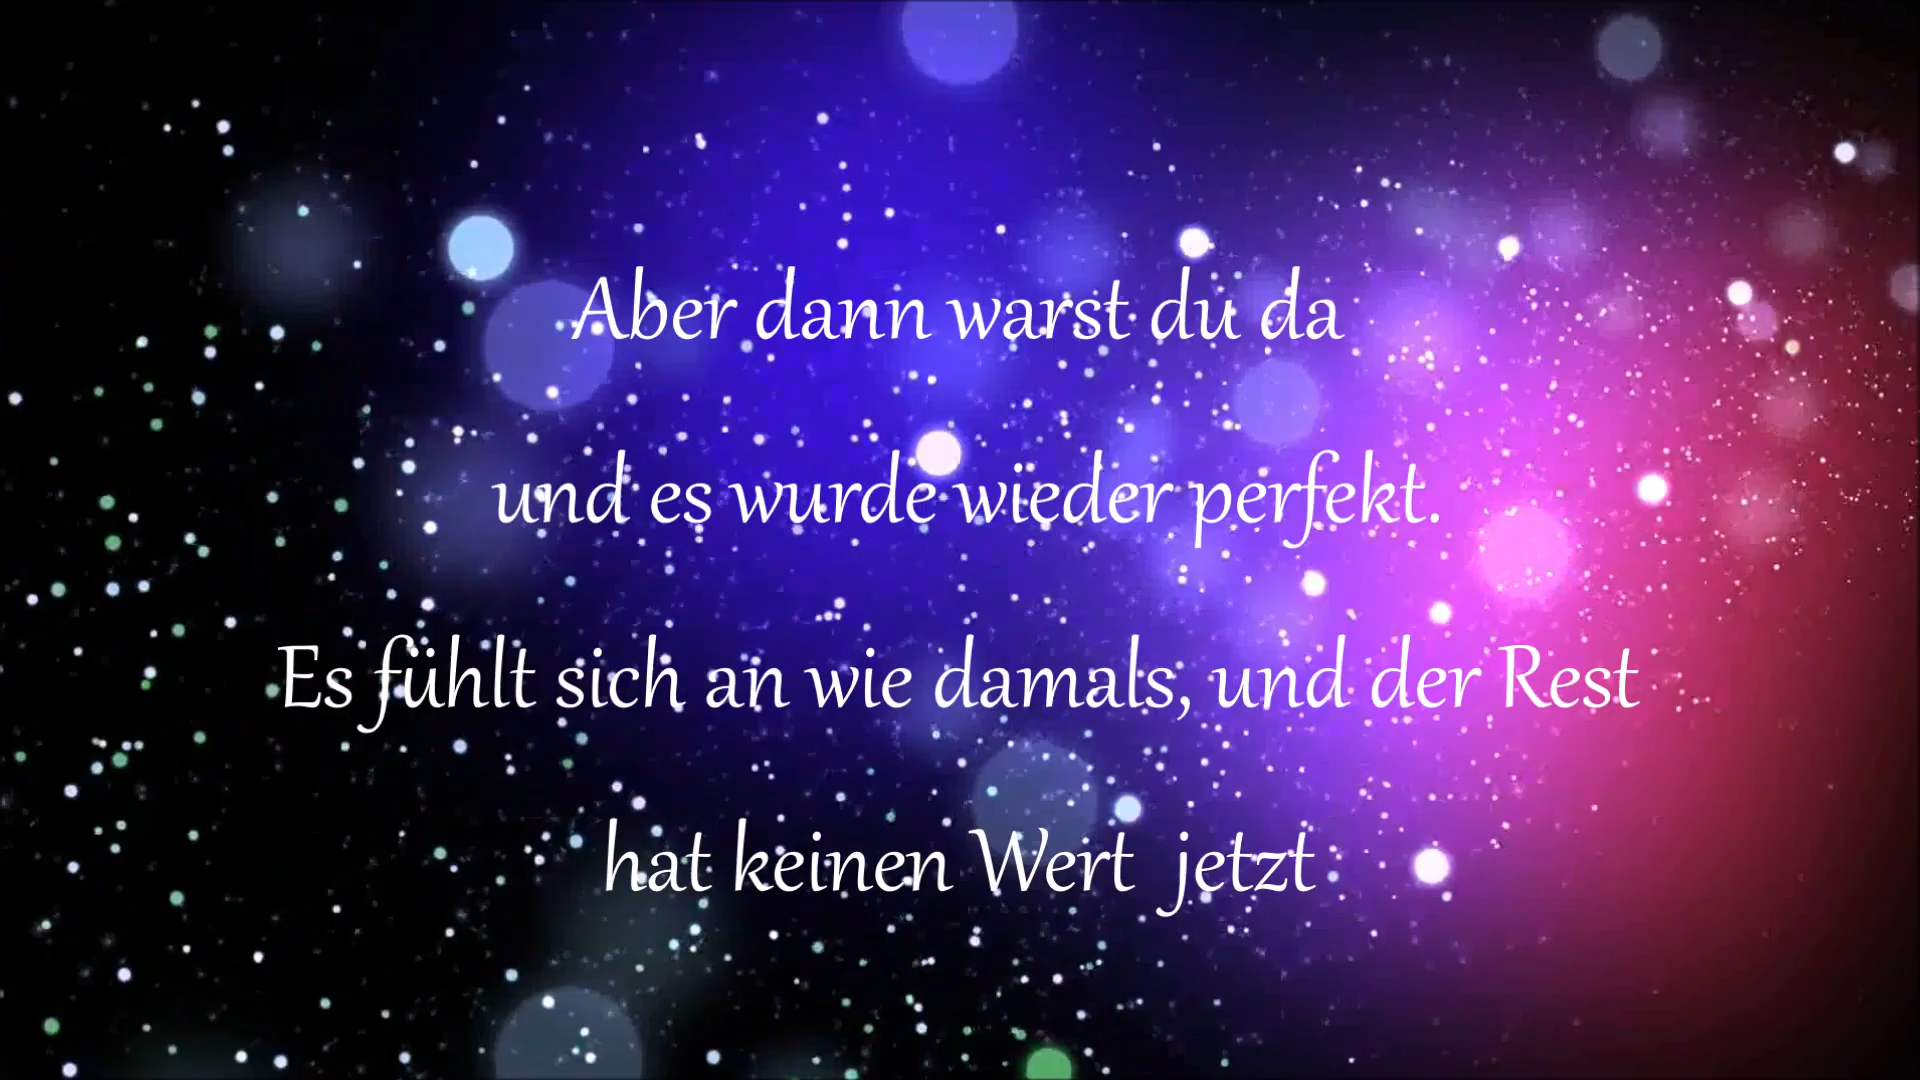 Aber dann warst du da
und es wurde wieder perfekt.
Es fühlt sich an wie damals, und der Rest
hat keinen Wert  jetzt